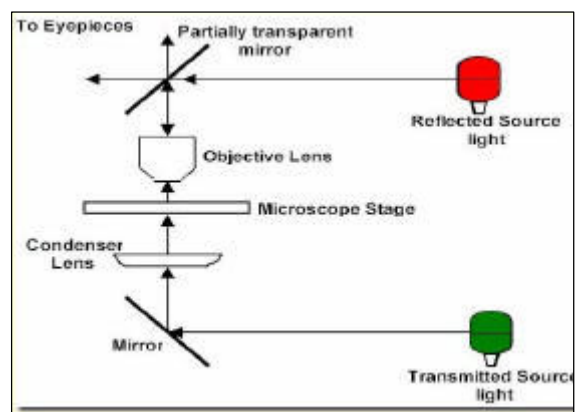 To Eyepieces
Partially transparent
mirror
Reflected Source
light
Objective Lens
Microscope Stage
Condenser
Lens
Mirror
Transmitted Source
light